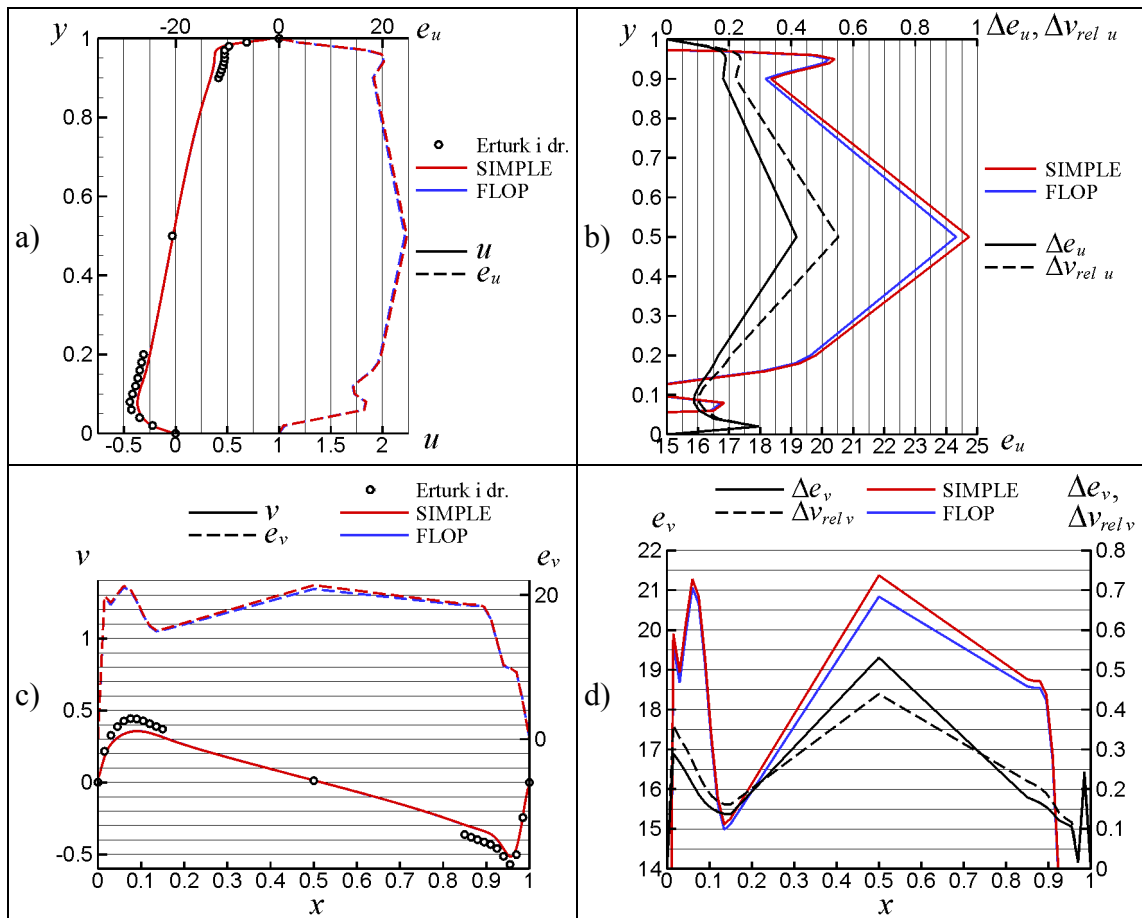 a)
y -20 0 20 e_u
1
0.8
0.6
0.4
0.2
0
-0.5 0 0.5 1 1.5 2 u
Erturk i dr.
SIMPLE
FLOP
u
e_u
b)
y 0 0.2 0.4 0.6 0.8 1 Δe_u, Δv_rel u
1
0.9
0.8
0.7
0.6
0.5
0.4
0.3
0.2
0.1
0
15 16 17 18 19 20 21 22 23 24 25
e_u
SIMPLE
FLOP
Δe_u
Δv_rel u
c)
Erturk i dr.
v SIMPLE
e_v FLOP
v e_v
1
0.5
0
-0.5
20
0
0 0.1 0.2 0.3 0.4 0.5 0.6 0.7 0.8 0.9 1
x
d)
Δe_v SIMPLE
Δv_rel v FLOP
e_v
Δe_v,
Δv_rel v
22
21
20
19
18
17
16
15
14
0.8
0.7
0.6
0.5
0.4
0.3
0.2
0.1
0
0 0.1 0.2 0.3 0.4 0.5 0.6 0.7 0.8 0.9 1
x